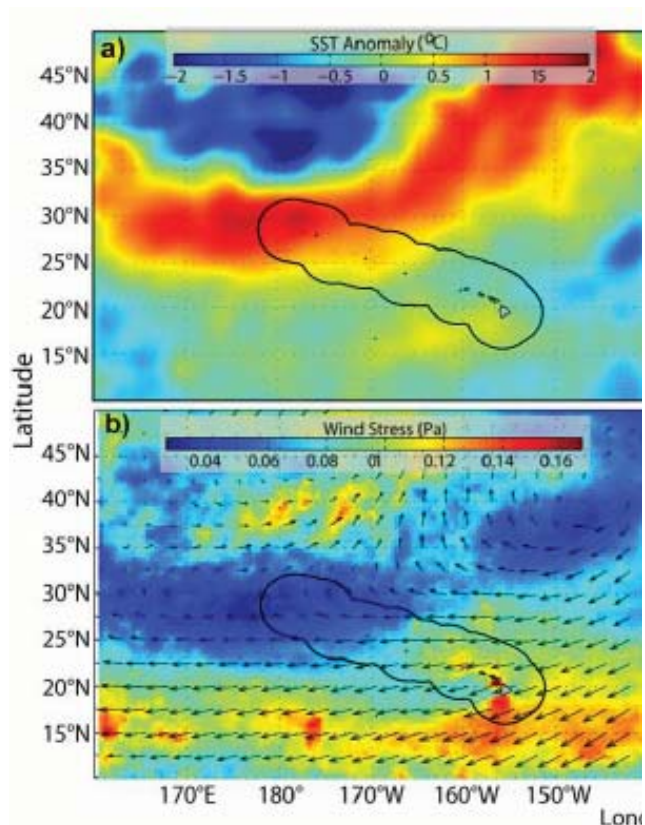 a)
SST Anomaly (ºC)
-2 -1.5 -1 -0.5 0 0.5 1 15 2
45°N
40°N
35°N
30°N
25°N
20°N
15°N
Latitude
b)
Wind Stress (Pa)
0.04 0.06 0.08 01 0.12 0.14 0.16
45°N
40°N
35°N
30°N
25°N
20°N
15°N
170°E 180° 170°W 160°W 150°W
Long